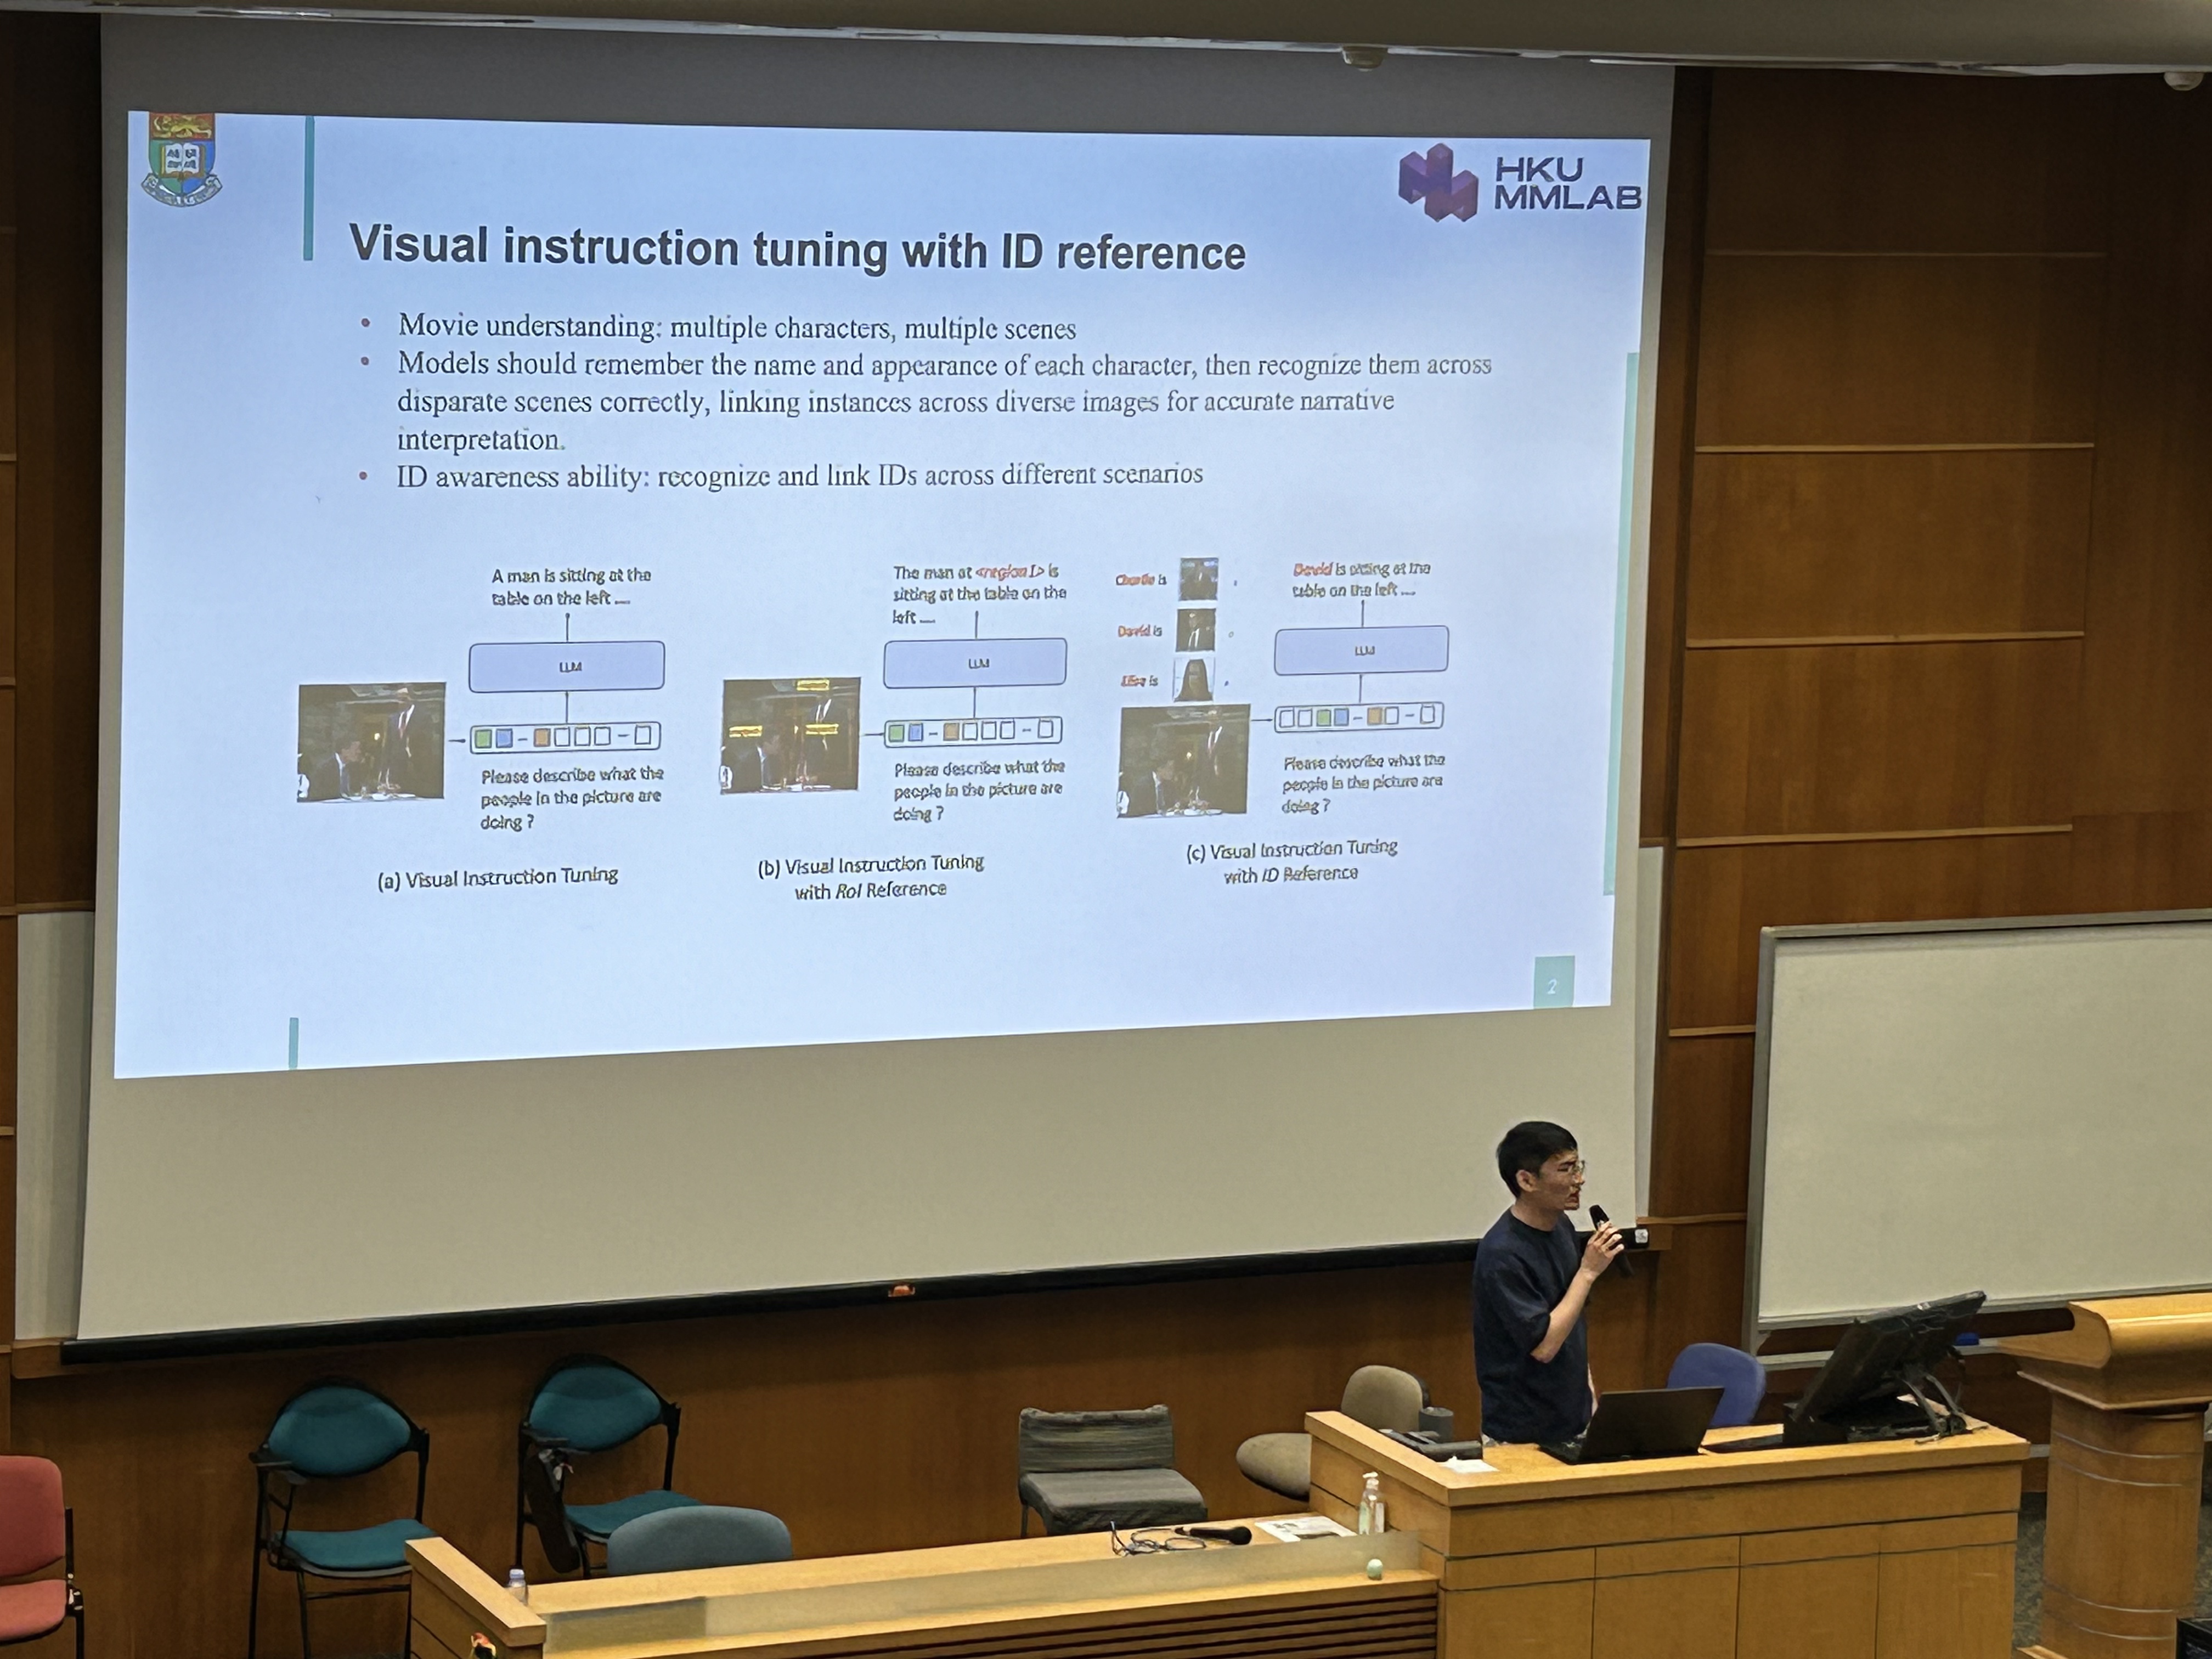 HKU
MMLAB
Visual instruction tuning with ID reference
• Movie understanding: multiple characters, multiple scenes
• Models should remember the name and appearance of each character, then recognize them across
disparate scenes correctly, linking instances across diverse images for accurate narrative
interpretation.
• ID awareness ability: recognize and link IDs across different scenarios
A man is sitting at the
table on the left ....
LLM
Please describe what the
people in the picture are
doing ?
(a) Visual Instruction Tuning
The man at <region 1> is
sitting at the table on the
left ....
LLM
Please describe what the
people in the picture are
doing ?
(b) Visual Instruction Tuning
with RoI Reference
Charlie is ,
David is
is ,
David is sitting at the
table on the left ....
LLM
Please describe what the
people in the picture are
doing ?
(c) Visual Instruction Tuning
with ID Reference
2